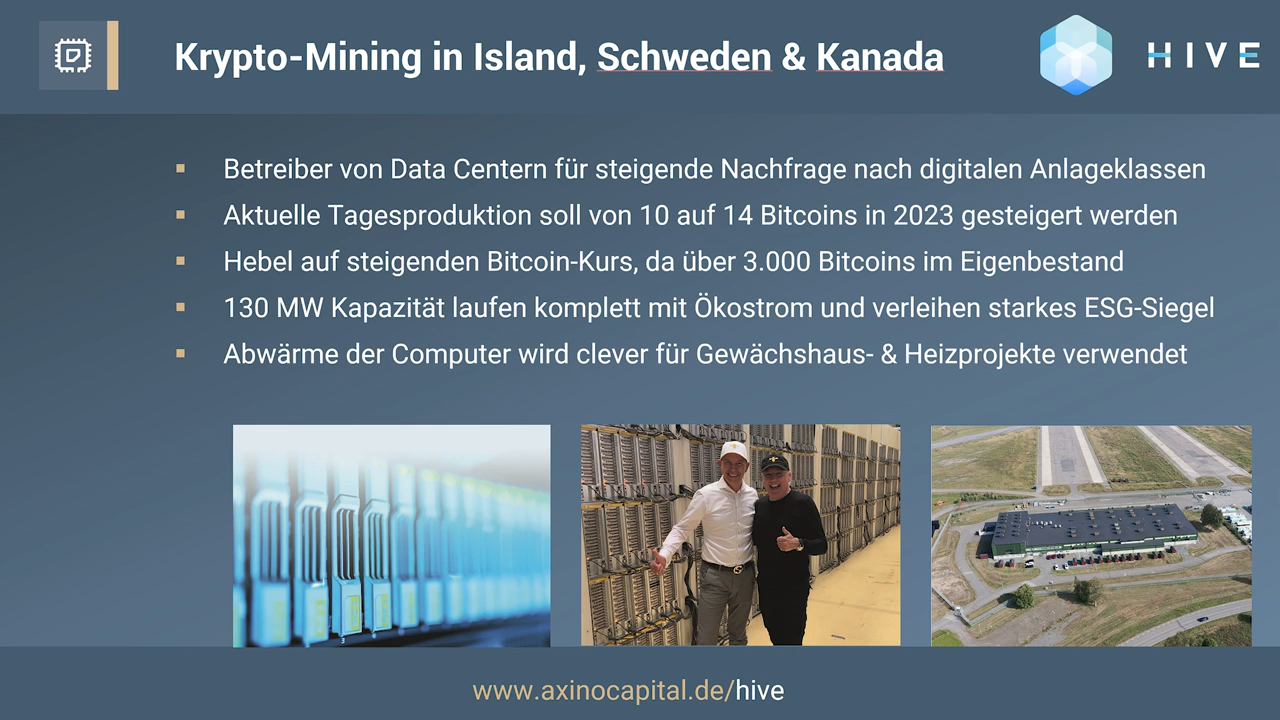 Krypto-Mining in Island, Schweden & Kanada
HIVE
Betreiber von Data Centern für steigende Nachfrage nach digitalen Anlageklassen
Aktuelle Tagesproduktion soll von 10 auf 14 Bitcoins in 2023 gesteigert werden
Hebel auf steigenden Bitcoin-Kurs, da über 3.000 Bitcoins im Eigenbestand
130 MW Kapazität laufen komplett mit Ökostrom und verleihen starkes ESG-Siegel
Abwärme der Computer wird clever für Gewächshaus- & Heizprojekte verwendet
www.axinocapital.de/hive